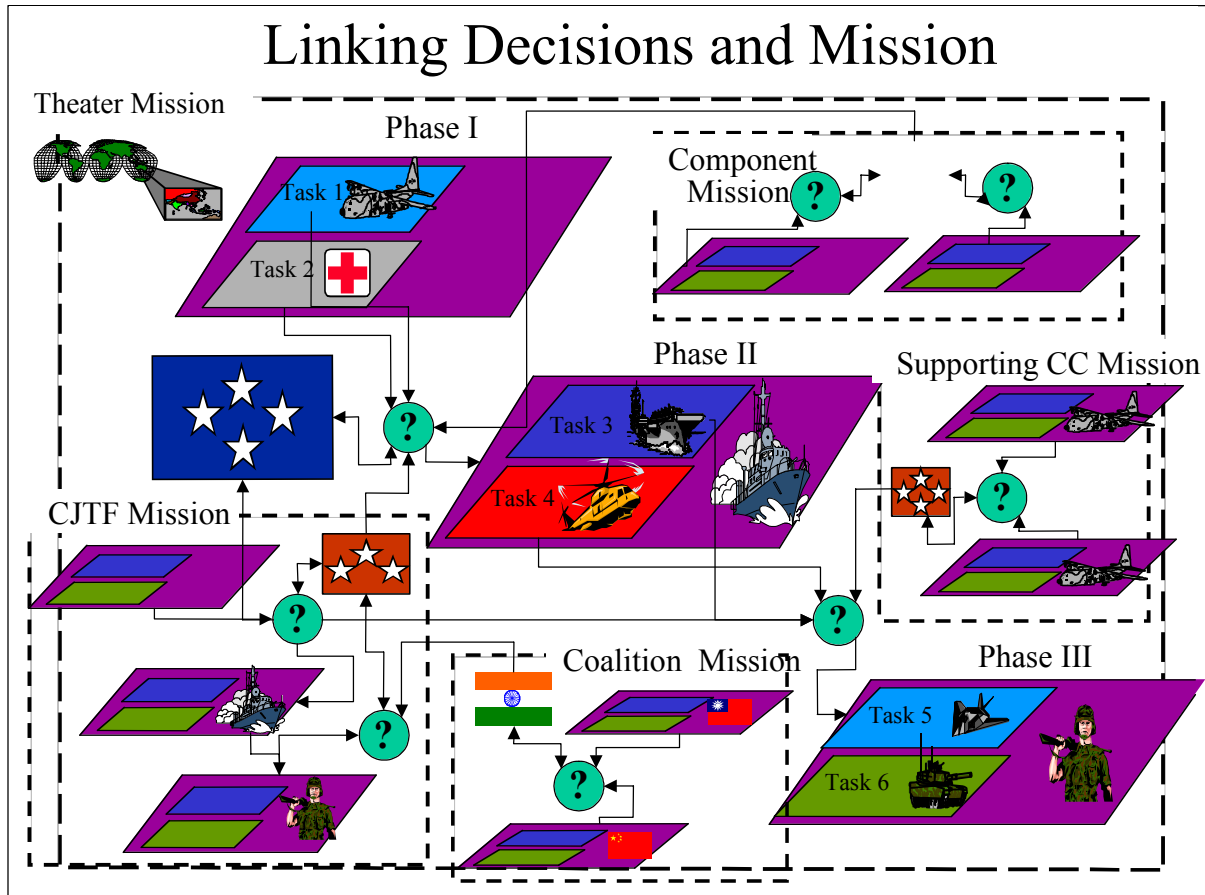 Linking Decisions and Mission
Theater Mission
Phase I
Task 1
Task 2
Component
Mission
?
?
Phase II
Supporting CC Mission
?
Task 3
Task 4
?
CJTF Mission
?
?
?
Coalition Mission
Phase III
Task 5
Task 6
?